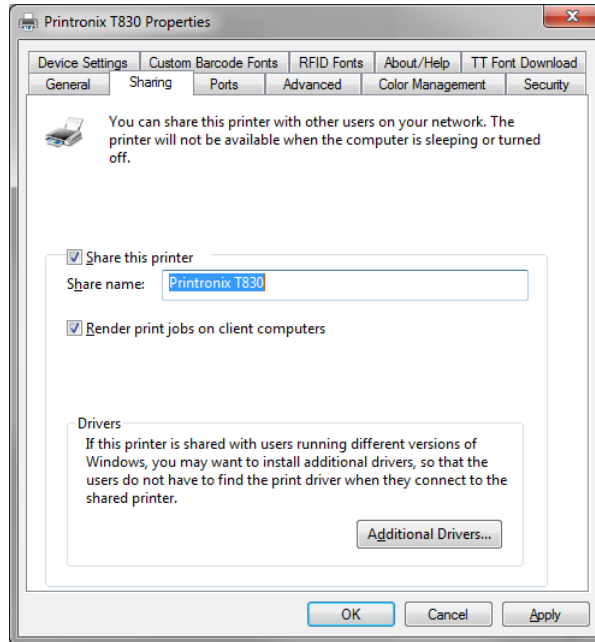 Printronix T830 Properties
Device Settings
Custom Barcode Fonts
RFID Fonts
About/Help
TT Font Download
General
Sharing
Ports
Advanced
Color Management
Security
You can share this printer with other users on your network. The
printer will not be available when the computer is sleeping or turned
off.
Share this printer
Share name:
Printronix T830
Render print jobs on client computers
Drivers
If this printer is shared with users running different versions of
Windows, you may want to install additional drivers, so that the
users do not have to find the print driver when they connect to the
shared printer.
Additional Drivers...
OK
Cancel
Apply